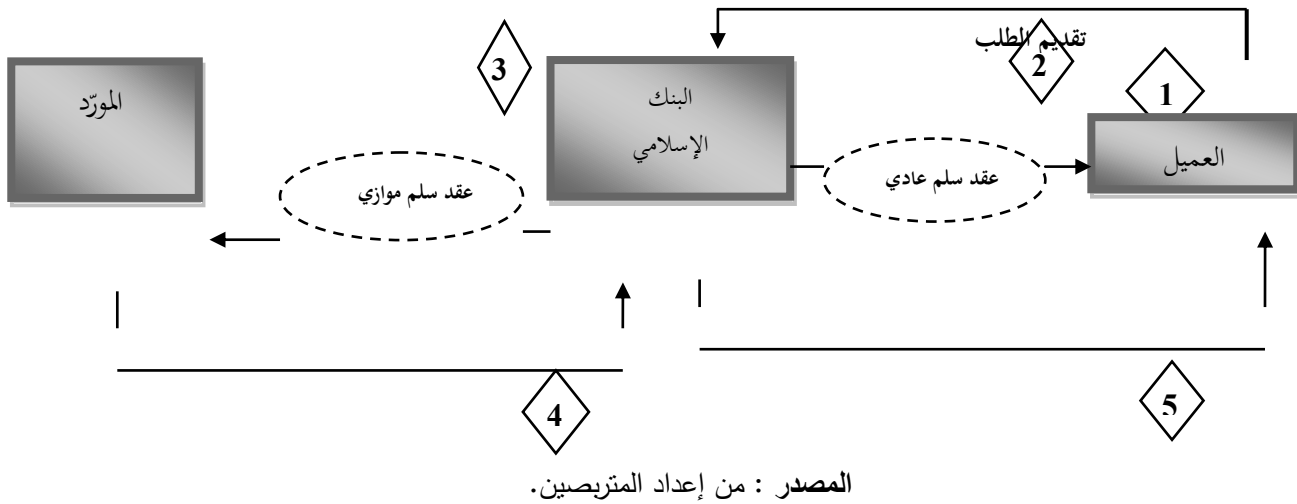 تقديم الطلب
1
2
3
العميل
البنك
الإسلامي
المورّد
عقد سلم عادي
عقد سلم موازي
5
4
المصدر : من إعداد المتربصين.